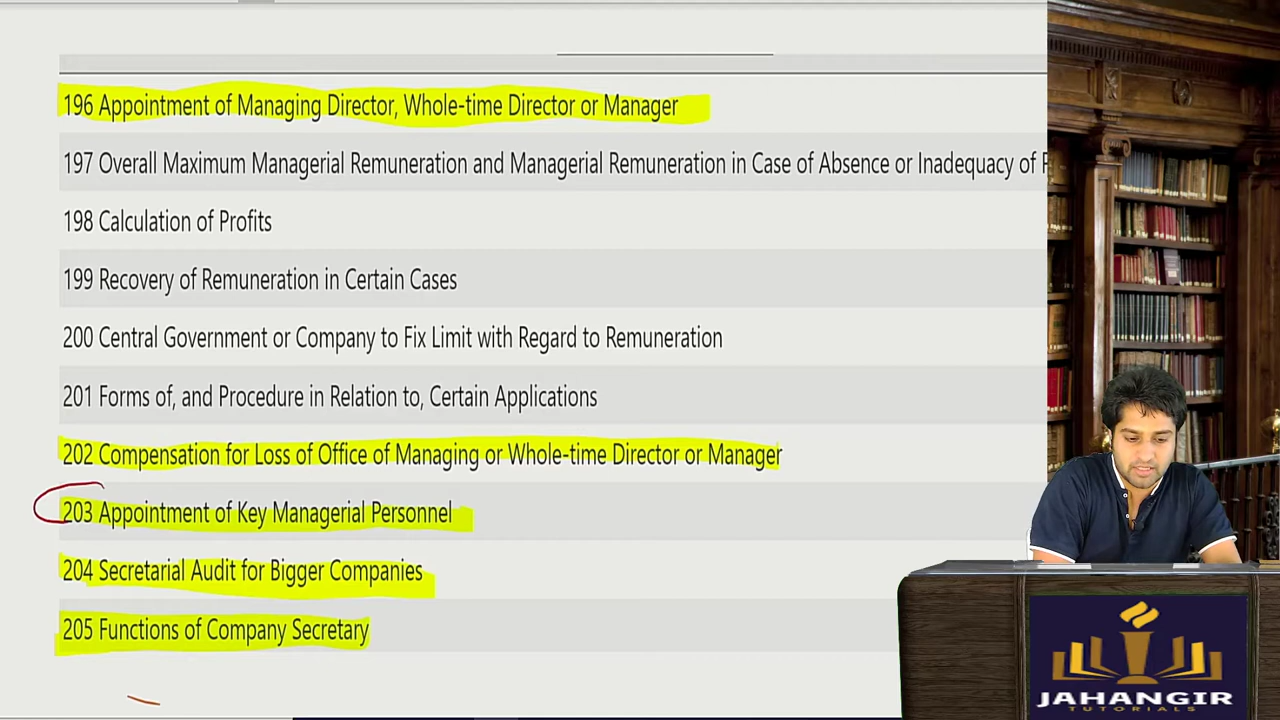 196 Appointment of Managing Director, Whole-time Director or Manager
197 Overall Maximum Managerial Remuneration and Managerial Remuneration in Case of Absence or Inadequacy of
198 Calculation of Profits
199 Recovery of Remuneration in Certain Cases
200 Central Government or Company to Fix Limit with Regard to Remuneration
201 Forms of, and Procedure in Relation to, Certain Applications
202 Compensation for Loss of Office of Managing or Whole-time Director or Manager
203 Appointment of Key Managerial Personnel
204 Secretarial Audit for Bigger Companies
205 Functions of Company Secretary
JAHANGIR
TUTORIALS